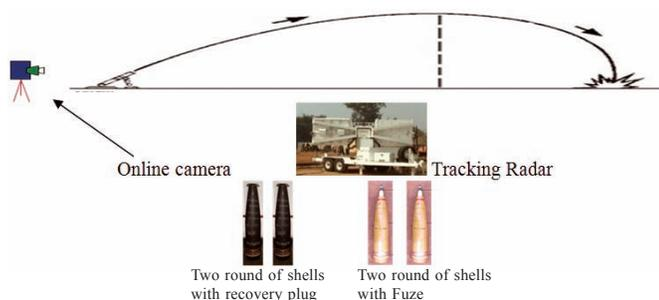 Online camera
Tracking Radar
Two round of shells
with recovery plug
Two round of shells
with Fuze